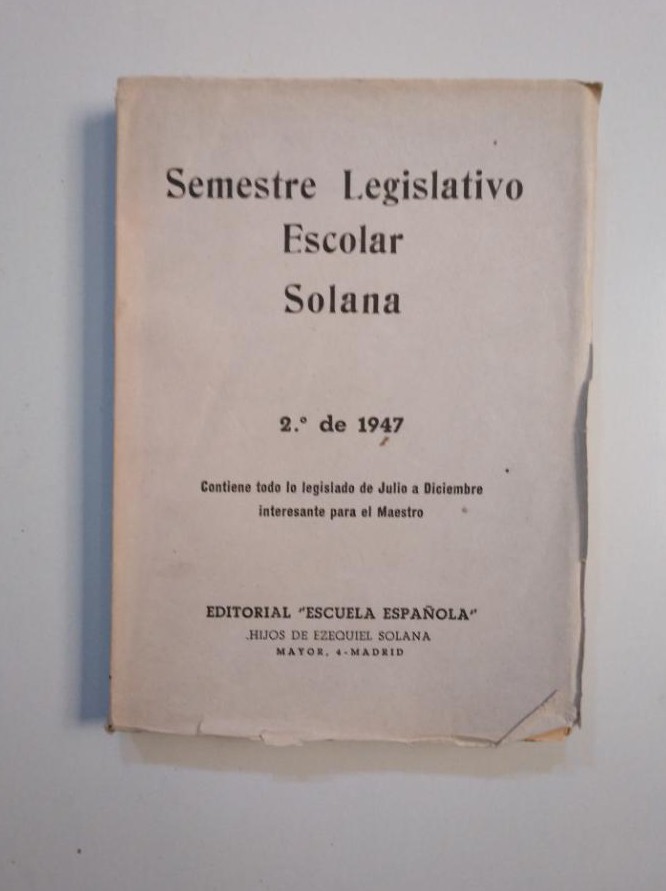 Semestre Legislativo
Escolar
Solana
2.º de 1947
Contiene todo lo legislado de Julio a Diciembre
interesante para el Maestro
EDITORIAL "ESCUELA ESPAÑOLA"
HIJOS DE EZEQUIEL SOLANA
MAYOR, 4-MADRID